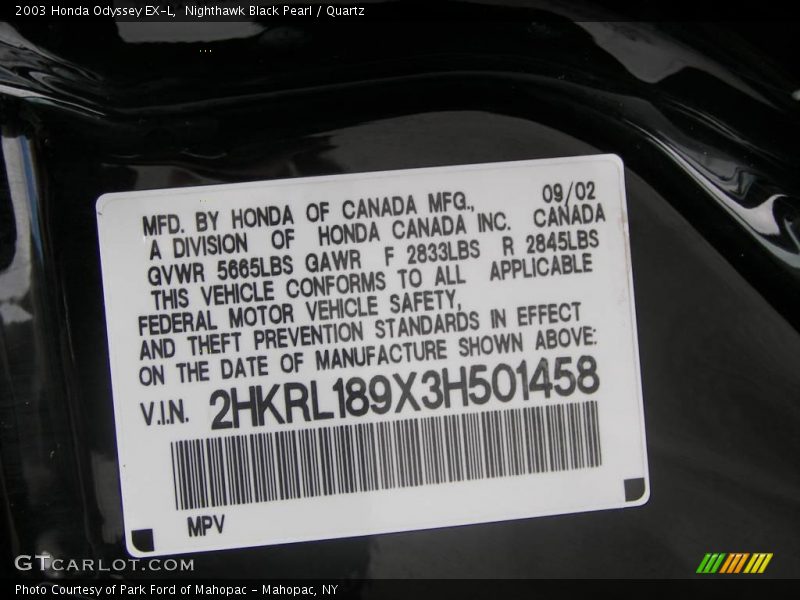 2003 Honda Odyssey EX-L, Nighthawk Black Pearl / Quartz
MFD. BY HONDA OF CANADA MFG., 09/02
A DIVISION OF HONDA CANADA INC. CANADA
GVWR 5665LBS GAWR F 2833LBS R 2845LBS
THIS VEHICLE CONFORMS TO ALL APPLICABLE
FEDERAL MOTOR VEHICLE SAFETY,
AND THEFT PREVENTION STANDARDS IN EFFECT
ON THE DATE OF MANUFACTURE SHOWN ABOVE:
V.I.N. 2HKRL189X3H501458
MPV
GTCARLOT.COM
Photo Courtesy of Park Ford of Mahopac - Mahopac, NY